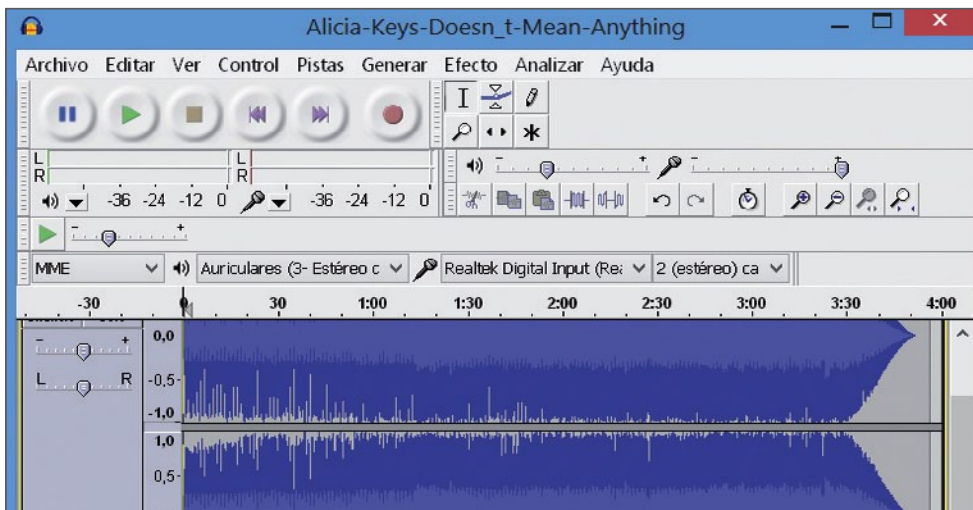 Alicia-Keys-Doesn_t-Mean-Anything
Archivo Editar Ver Control Pistas Generar Efecto Analizar Ayuda
L L
R R
-36 -24 -12 0 -36 -24 -12 0
MME Auriculares (3- Estéreo c Realtek Digital Input (Rea 2 (estéreo) ca
-30 0 30 1:00 1:30 2:00 2:30 3:00 3:30 4:00
- + 0,0
L R -0,5
-1,0
1,0
0,5